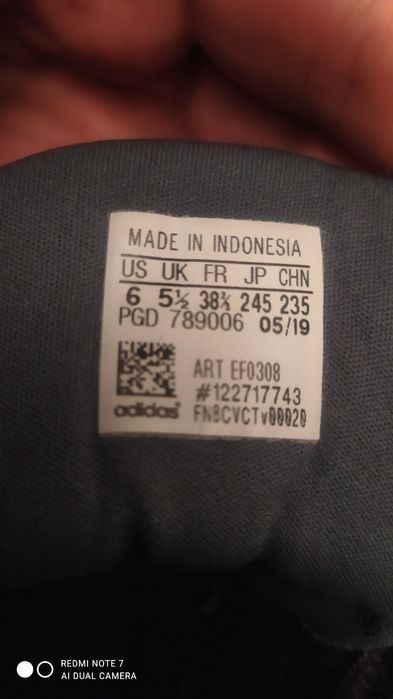 MADE IN INDONESIA
US UK FR JP CHN
6 5½ 38⅔ 245 235
PGD 789006 05/19
ART EF0308
#122717743
adidas FN8CVCTv00020
REDMI NOTE 7
AI DUAL CAMERA